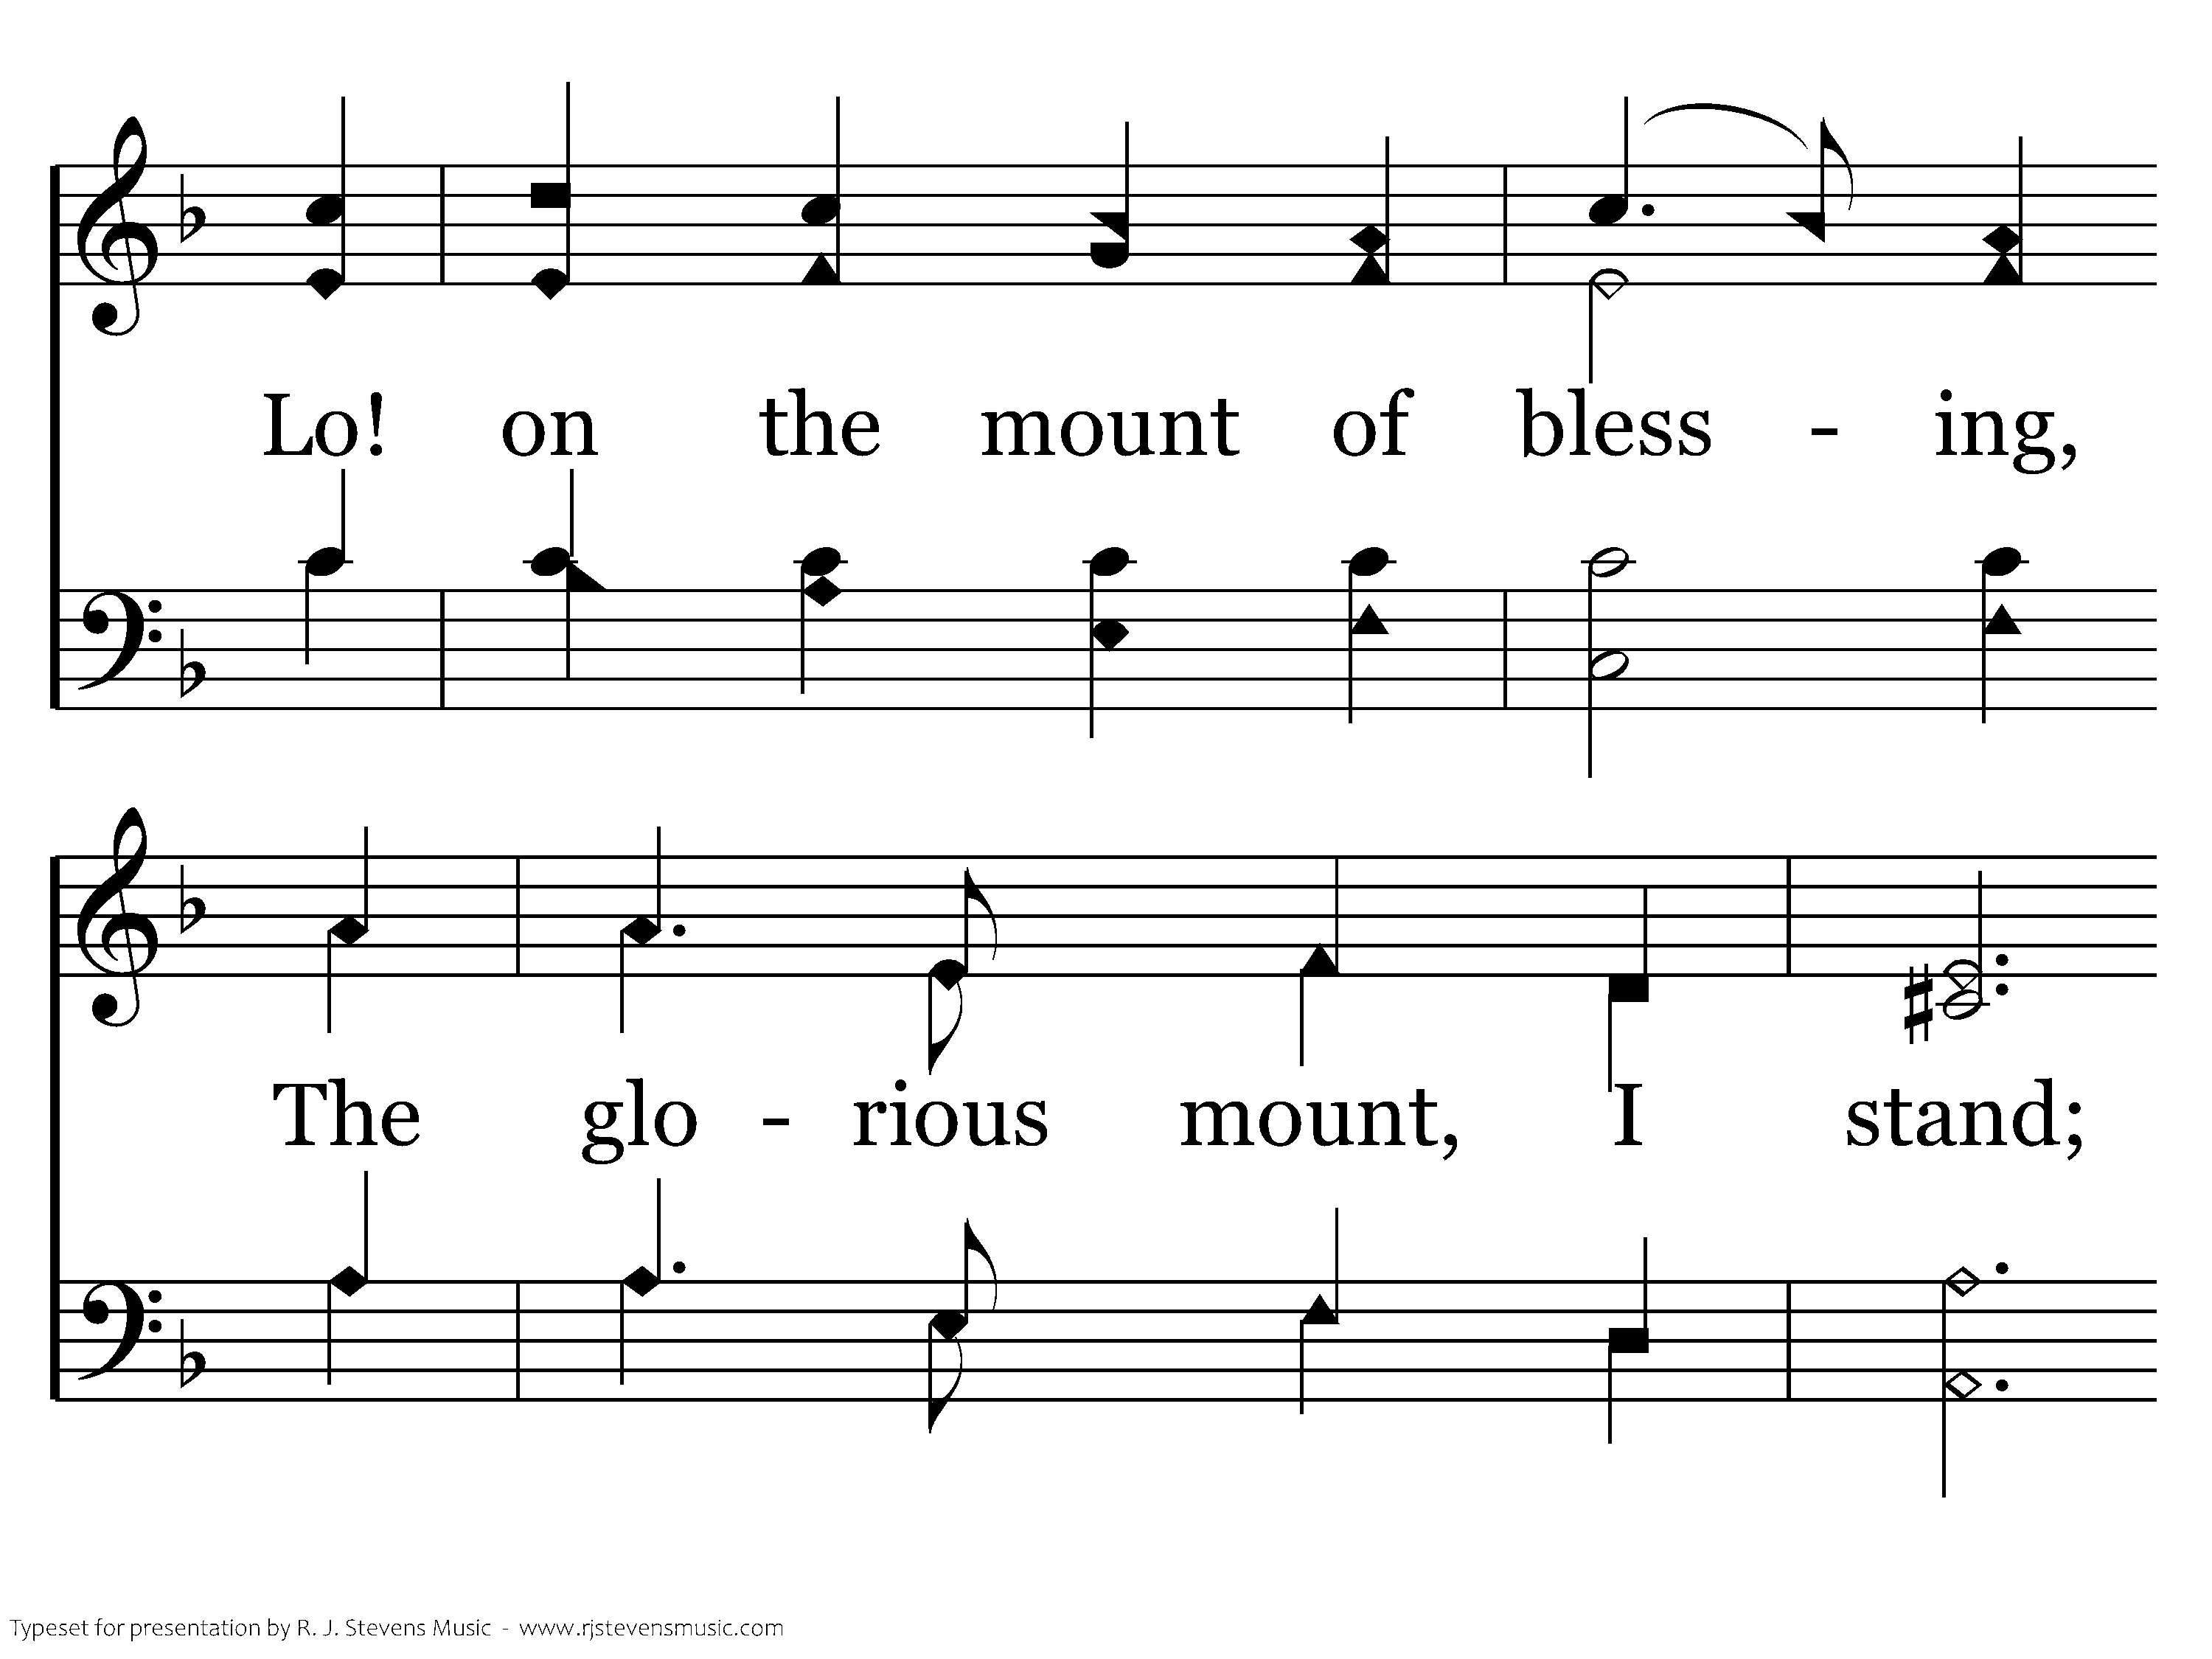 Lo! on the mount of bless - ing,
The glo - rious mount, I stand;
Typeset for presentation by R. J. Stevens Music - www.rjstevensmusic.com